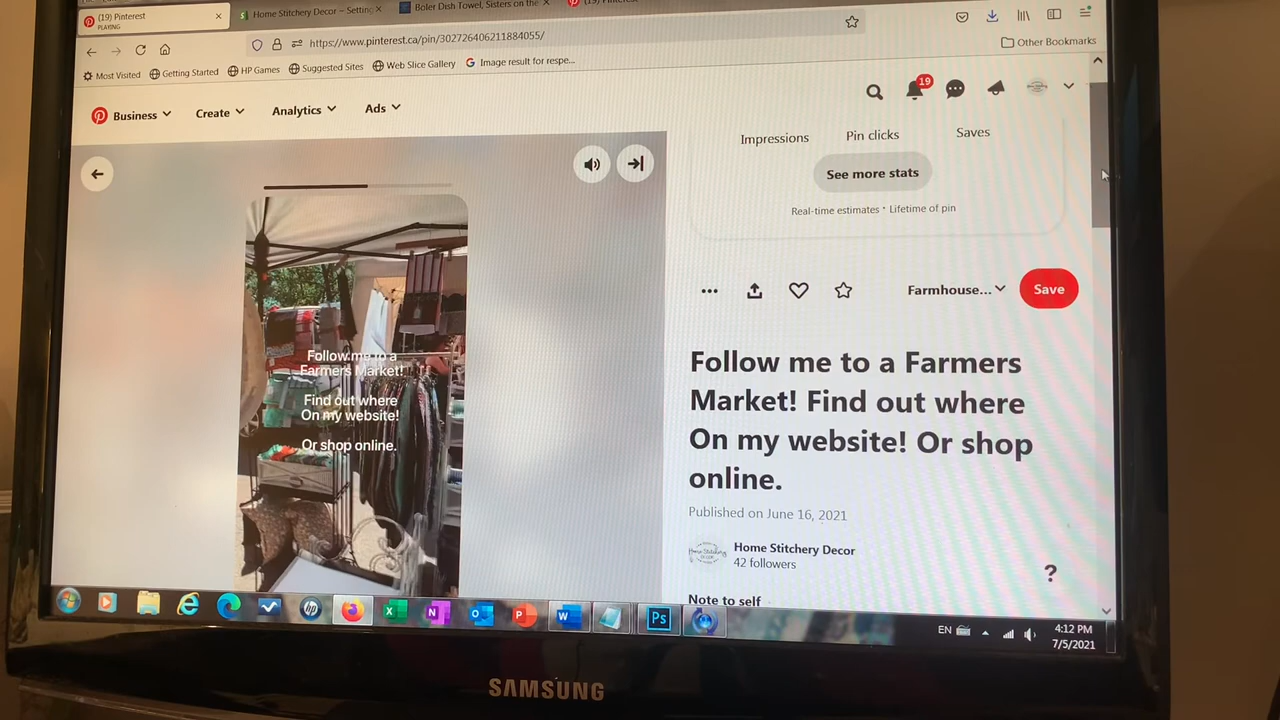 (19) Pinterest
PLAYING
Home Stitchery Decor – Setting
Boler Dish Towel, Sisters on the
https://www.pinterest.ca/pin/302726406211884055/
Other Bookmarks
Most Visited
Getting Started
HP Games
Suggested Sites
Web Slice Gallery
Image result for respe...
Business
Create
Analytics
Ads
19
Impressions
Pin clicks
Saves
See more stats
Real-time estimates • Lifetime of pin
Farmhouse...
Save
Follow me to a
Farmers Market!
Find out where
On my website!
Or shop online.
Follow me to a Farmers
Market! Find out where
On my website! Or shop
online.
Published on June 16, 2021
Home Stitchery Decor
42 followers
Note to self
?
EN
4:12 PM
7/5/2021
SAMSUNG